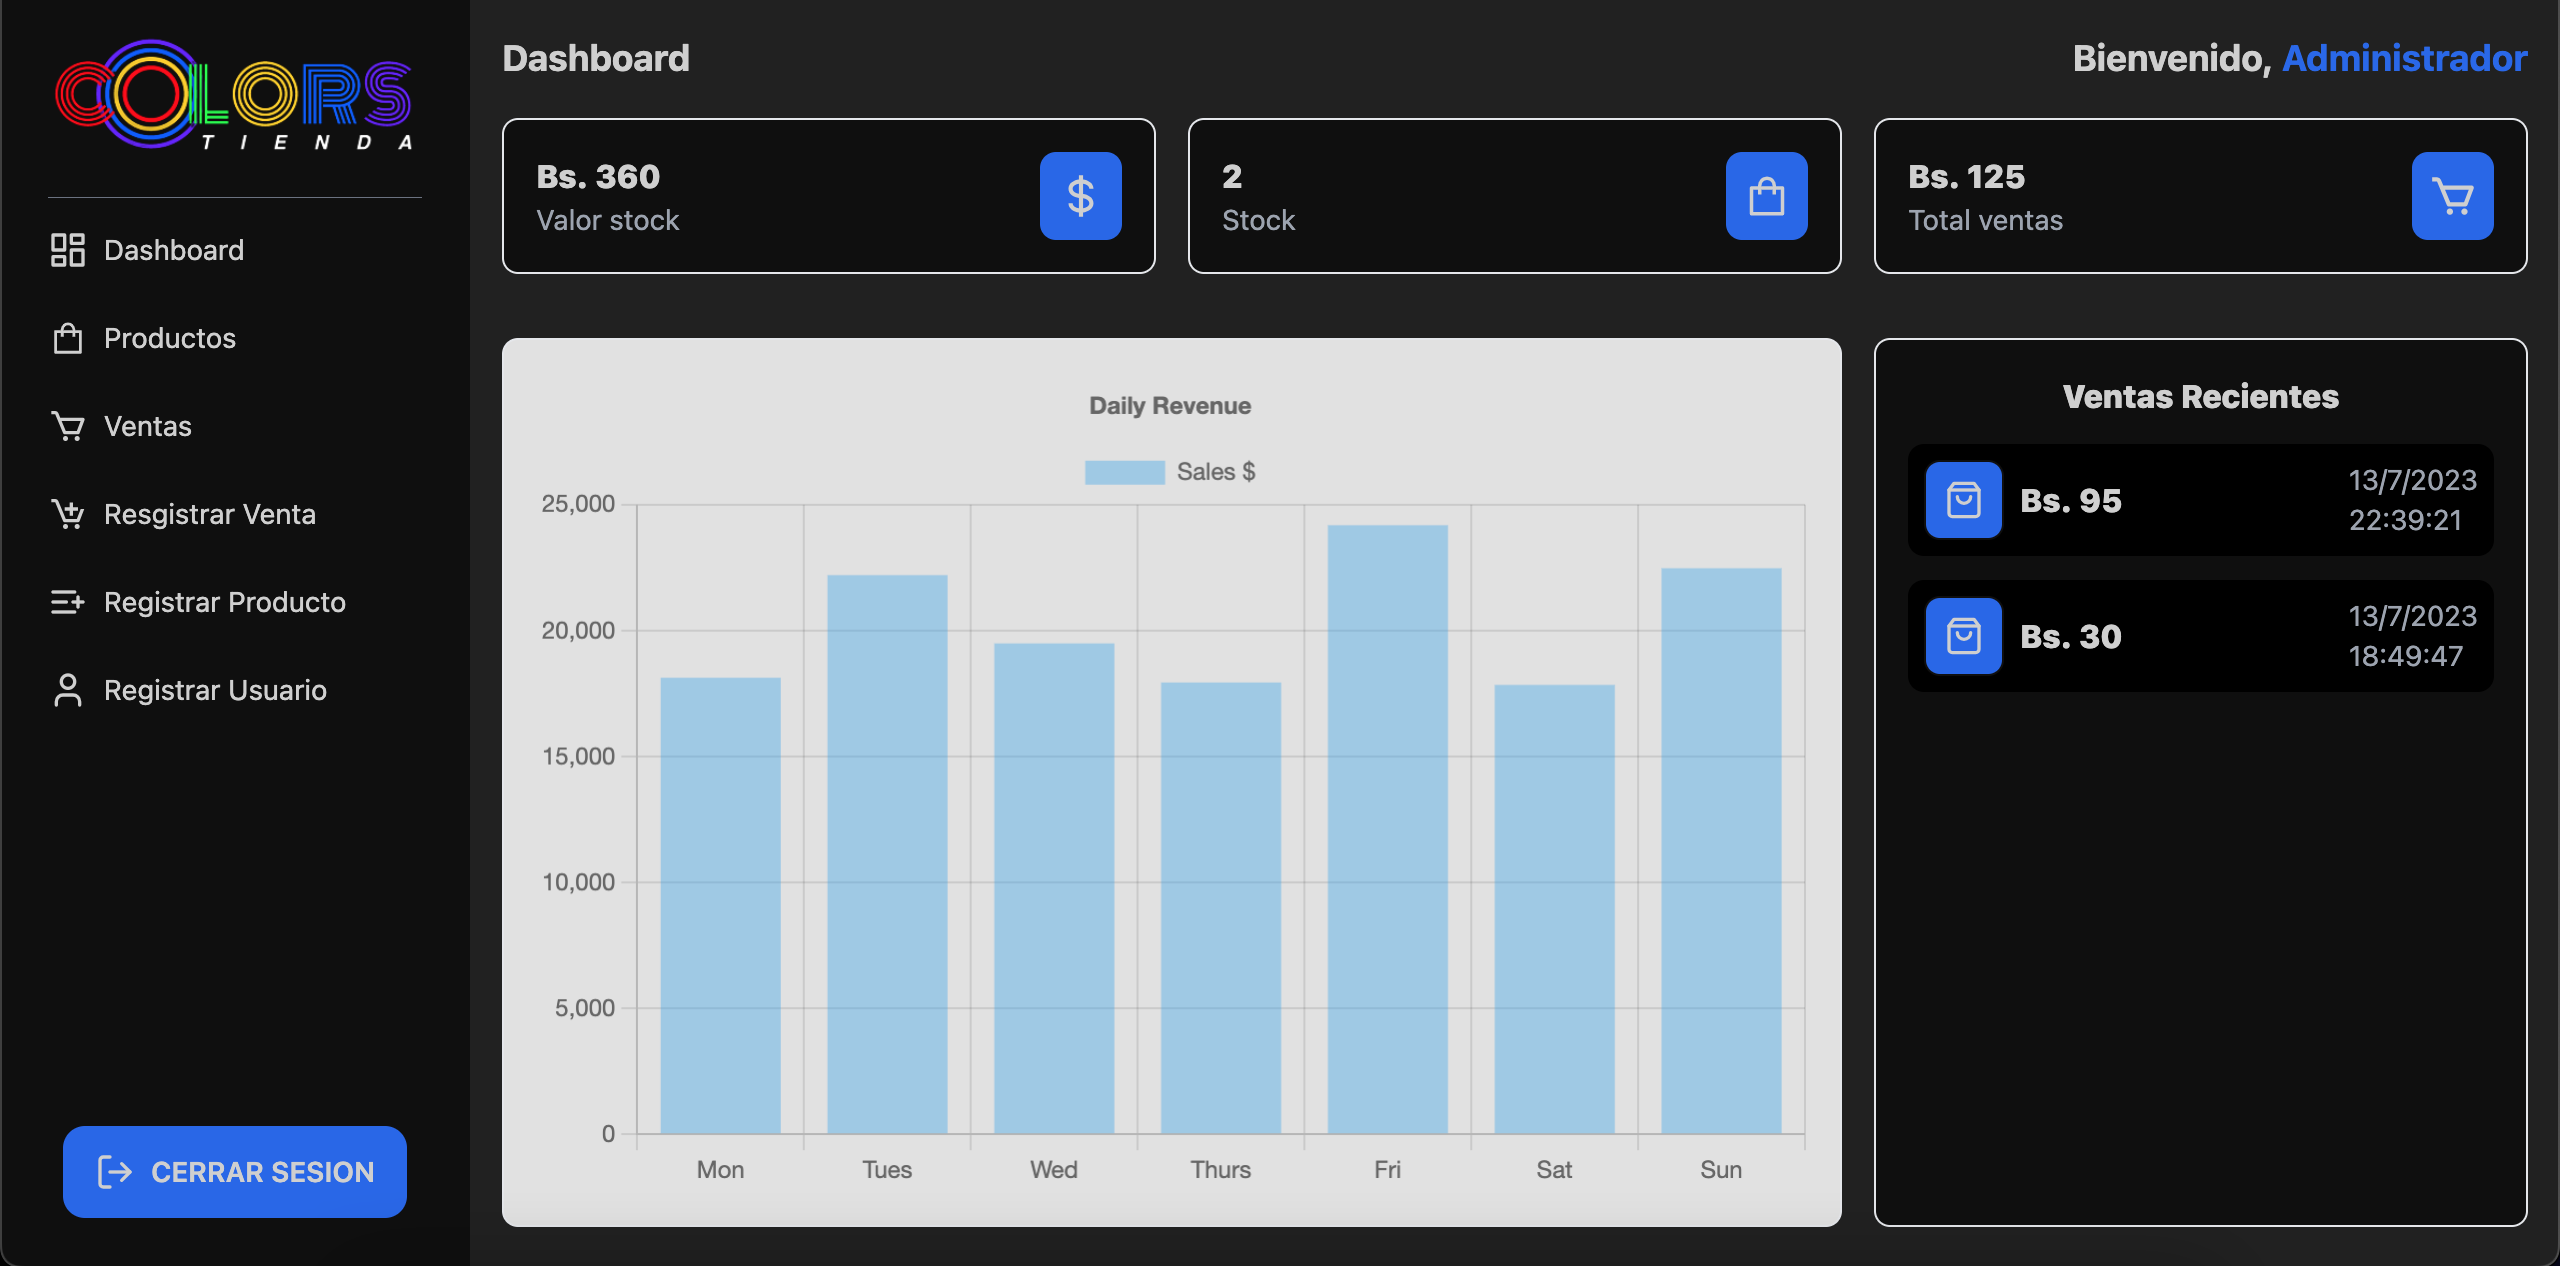 COLORS
TIENDA
Dashboard
Productos
Ventas
Resgistrar Venta
Registrar Producto
Registrar Usuario
CERRAR SESION
Dashboard
Bienvenido, Administrador
Bs. 360
Valor stock
$
2
Stock
Bs. 125
Total ventas
Daily Revenue
Sales $
25,000
20,000
15,000
10,000
5,000
0
Mon Tues Wed Thurs Fri Sat Sun
Ventas Recientes
Bs. 95
13/7/2023
22:39:21
Bs. 30
13/7/2023
18:49:47